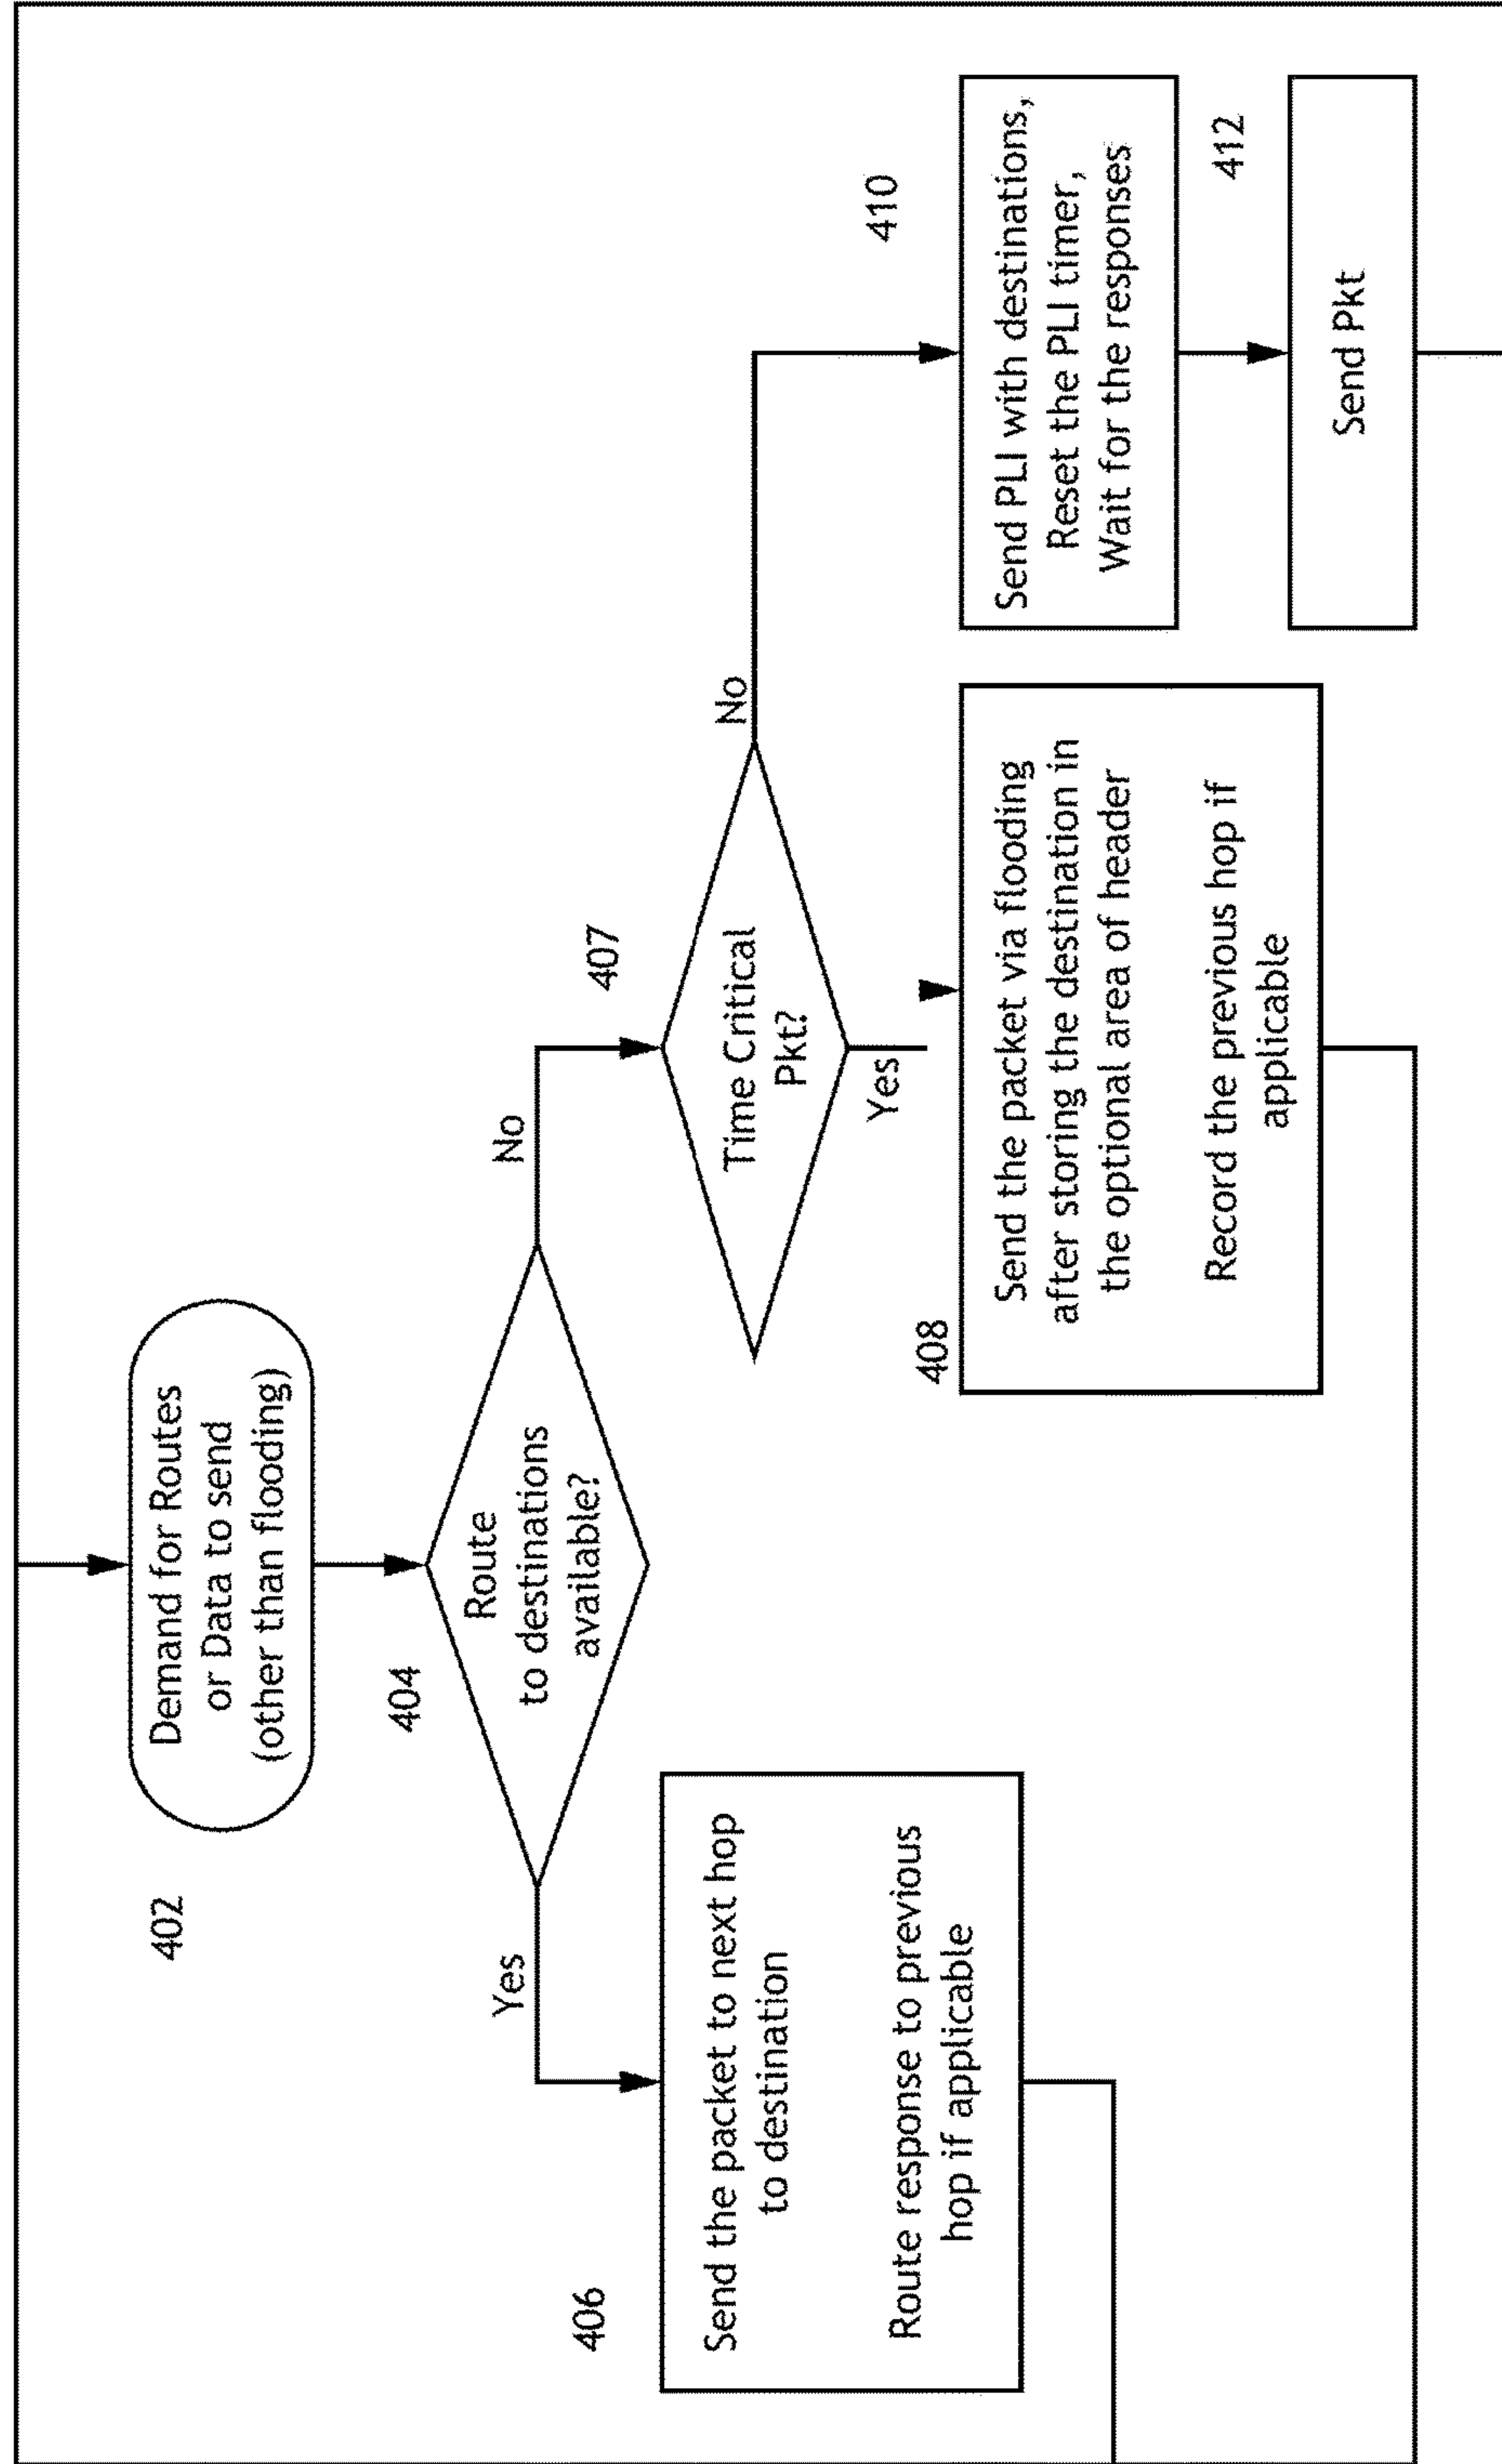 402
Demand for Routes
or Data to send
(other than flooding)
404
Route
to destinations
available?
Yes
No
406
Send the packet to next hop
to destination
Route response to previous
hop if applicable
407
Time Critical
Pkt?
Yes
No
408
Send the packet via flooding
after storing the destination in
the optional area of header
Record the previous hop if
applicable
410
Send PLI with destinations,
Reset the PLI timer,
Wait for the responses
412
Send Pkt